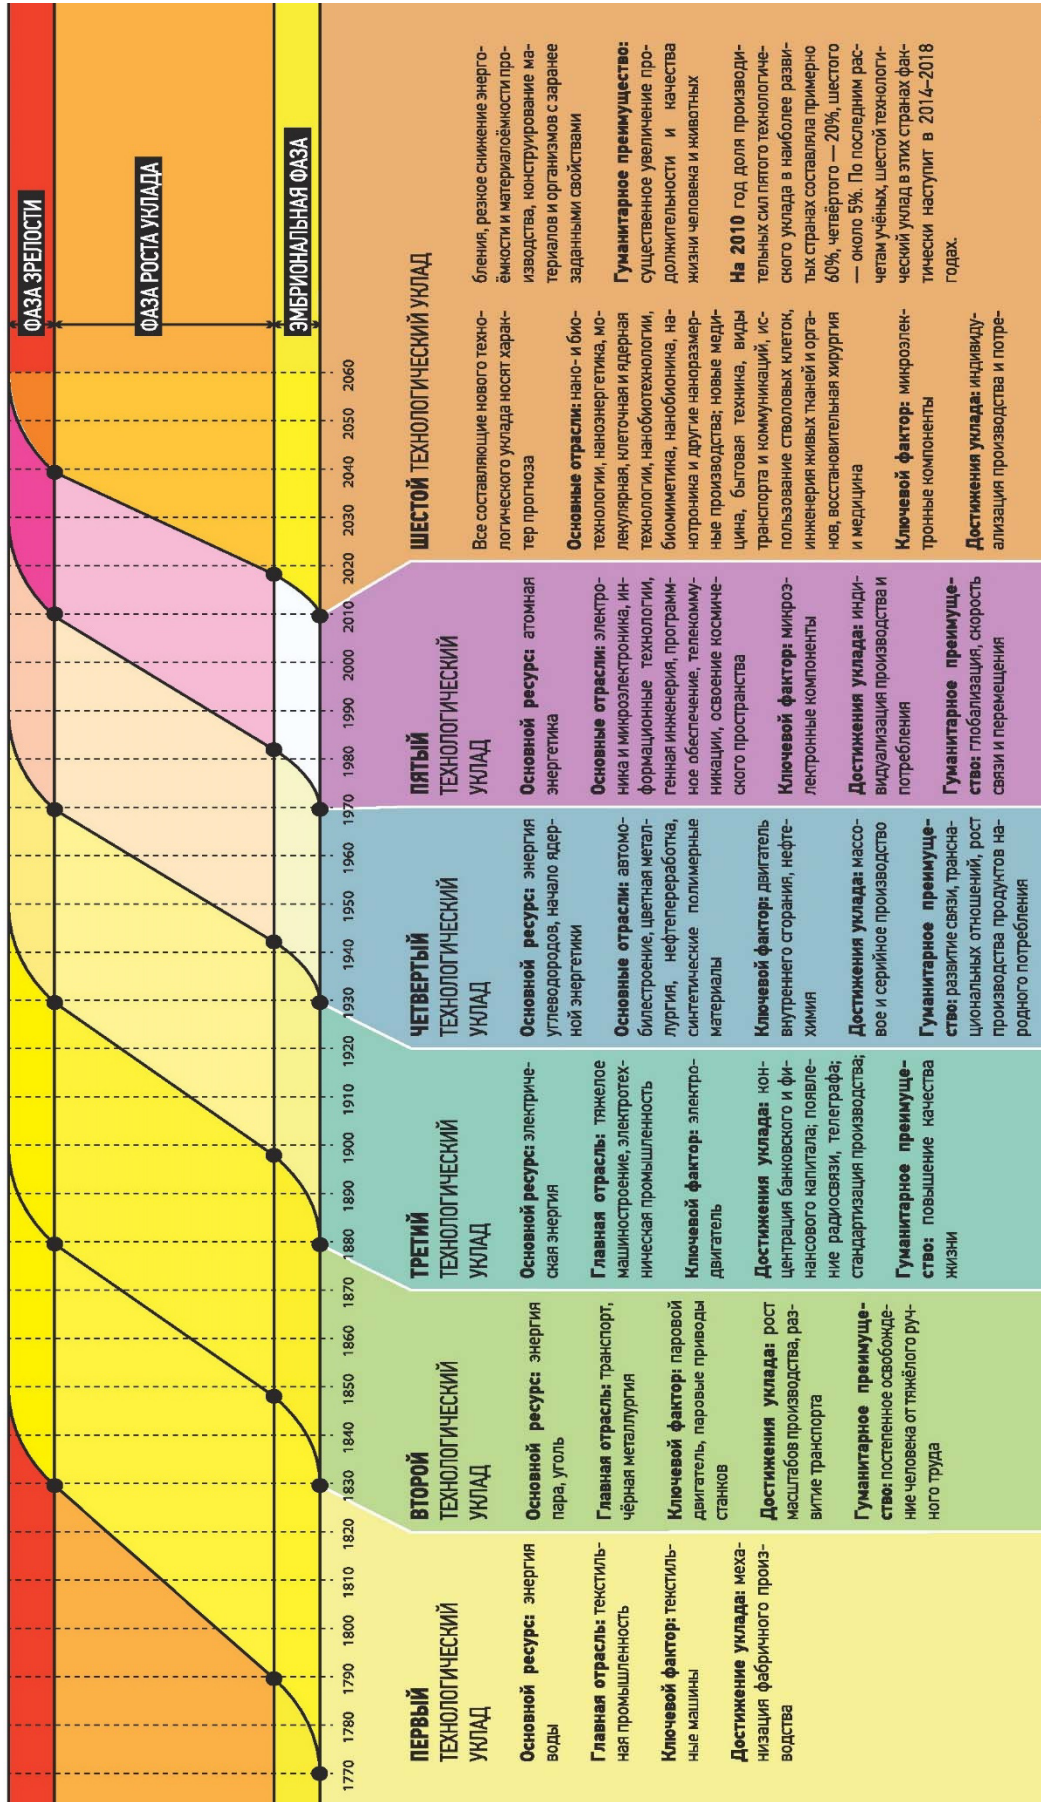 ФАЗА ЗРЕЛОСТИ
ФАЗА РОСТА УКЛАДА
ЭМБРИОНАЛЬНАЯ ФАЗА
1770
1780
1790
1800
1810
1820
1830
1840
1850
1860
1870
1880
1890
1900
1910
1920
1930
1940
1950
1960
1970
1980
1990
2000
2010
2020
2030
2040
2050
2060
ПЕРВЫЙ
ТЕХНОЛОГИЧЕСКИЙ
УКЛАД
Основной ресурс: энергия
воды
Главная отрасль: текстиль-
ная промышленность
Ключевой фактор: текстиль-
ные машины
Достижение уклада: меха-
низация фабричного произ-
водства
ВТОРОЙ
ТЕХНОЛОГИЧЕСКИЙ
УКЛАД
Основной ресурс: энергия
пара, уголь
Главная отрасль: транспорт,
чёрная металлургия
Ключевой фактор: паровой
двигатель, паровые приводы
станков
Достижения уклада: рост
масштабов производства, раз-
витие транспорта
Гуманитарное преимуще-
ство: постепенное освобожде-
ние человека от тяжёлого руч-
ного труда
ТРЕТИЙ
ТЕХНОЛОГИЧЕСКИЙ
УКЛАД
Основной ресурс: электриче-
ская энергия
Главная отрасль: тяжелое
машиностроение, электротех-
ническая промышленность
Ключевой фактор: электро-
двигатель
Достижения уклада: кон-
центрация банковского и фи-
нансового капитала; появле-
ние радиосвязи, телеграфа;
стандартизация производства;
Гуманитарное преимуще-
ство: повышение качества
жизни
ЧЕТВЕРТЫЙ
ТЕХНОЛОГИЧЕСКИЙ
УКЛАД
Основной ресурс: энергия
углеводородов, начало ядер-
ной энергетики
Основные отрасли: автомо-
билестроение, цветная метал-
лургия, нефтепереработка,
синтетические полимерные
материалы
Ключевой фактор: двигатель
внутреннего сгорания, нефте-
химия
Достижения уклада: массо-
вое и серийное производство
Гуманитарное преимуще-
ство: развитие связи, трансна-
циональных отношений, рост
производства продуктов на-
родного потребления
ПЯТЫЙ
ТЕХНОЛОГИЧЕСКИЙ
УКЛАД
Основной ресурс: атомная
энергетика
Основные отрасли: электро-
ника и микроэлектроника, ин-
формационные технологии,
генная инженерия, программ-
ное обеспечение, телекомму-
никации, освоение космиче-
ского пространства
Ключевой фактор: микроэ-
лектронные компоненты
Достижения уклада: инди-
видуализация производства и
потребления
Гуманитарное преимуще-
ство: глобализация, скорость
связи и перемещения
ШЕСТОЙ ТЕХНОЛОГИЧЕСКИЙ УКЛАД
Все составляющие нового техно-
логического уклада носят харак-
тер прогноза
Основные отрасли: нано- и био-
технологии, наноэнергетика, мо-
лекулярная, клеточная и ядерная
технологии, нанобиотехнологии,
биомиметика, нанобионика, на-
нотроника и другие наноразмер-
ные производства; новые меди-
цина, бытовая техника, виды
транспорта и коммуникаций, ис-
пользование стволовых клеток,
инженерия живых тканей и орга-
нов, восстановительная хирургия
и медицина
Ключевой фактор: микроэлек-
тронные компоненты
Достижения уклада: индивиду-
ализация производства и потре-
бления, резкое снижение энерго-
ёмкости и материалоёмкости про-
изводства, конструирование ма-
териалов и организмов с заранее
заданными свойствами
Гуманитарное преимущество:
существенное увеличение про-
должительности и качества
жизни человека и животных
На 2010 год доля производи-
тельных сил пятого технологиче-
ского уклада в наиболее разви-
тых странах составляла примерно
60%, четвёртого — 20%, шестого
— около 5%. По последним рас-
четам учёных, шестой технологи-
ческий уклад в этих странах фак-
тически наступит в 2014–2018
годах.